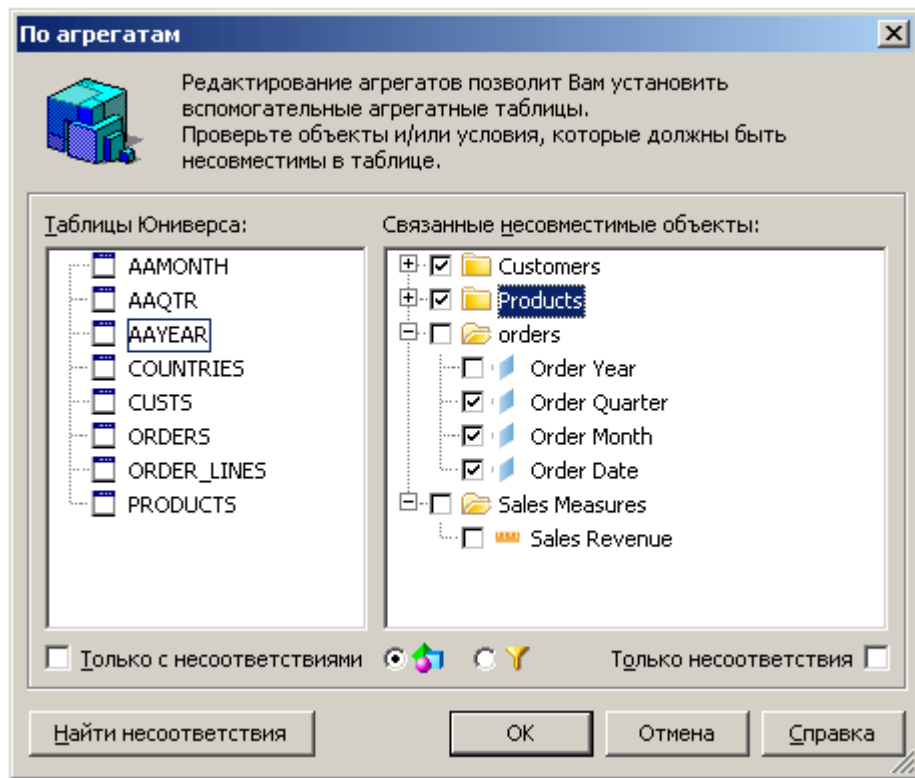 По агрегатам
Редактирование агрегатов позволит Вам установить
вспомогательные агрегатные таблицы.
Проверьте объекты и/или условия, которые должны быть
несовместимы в таблице.
Таблицы Юниверса:
AAMONTH
AAQTR
AAYEAR
COUNTRIES
CUSTS
ORDERS
ORDER_LINES
PRODUCTS
Связанные несовместимые объекты:
Customers
Products
orders
Order Year
Order Quarter
Order Month
Order Date
Sales Measures
Sales Revenue
Только с несоответствиями
Только несоответствия
Найти несоответствия
OK
Отмена
Справка